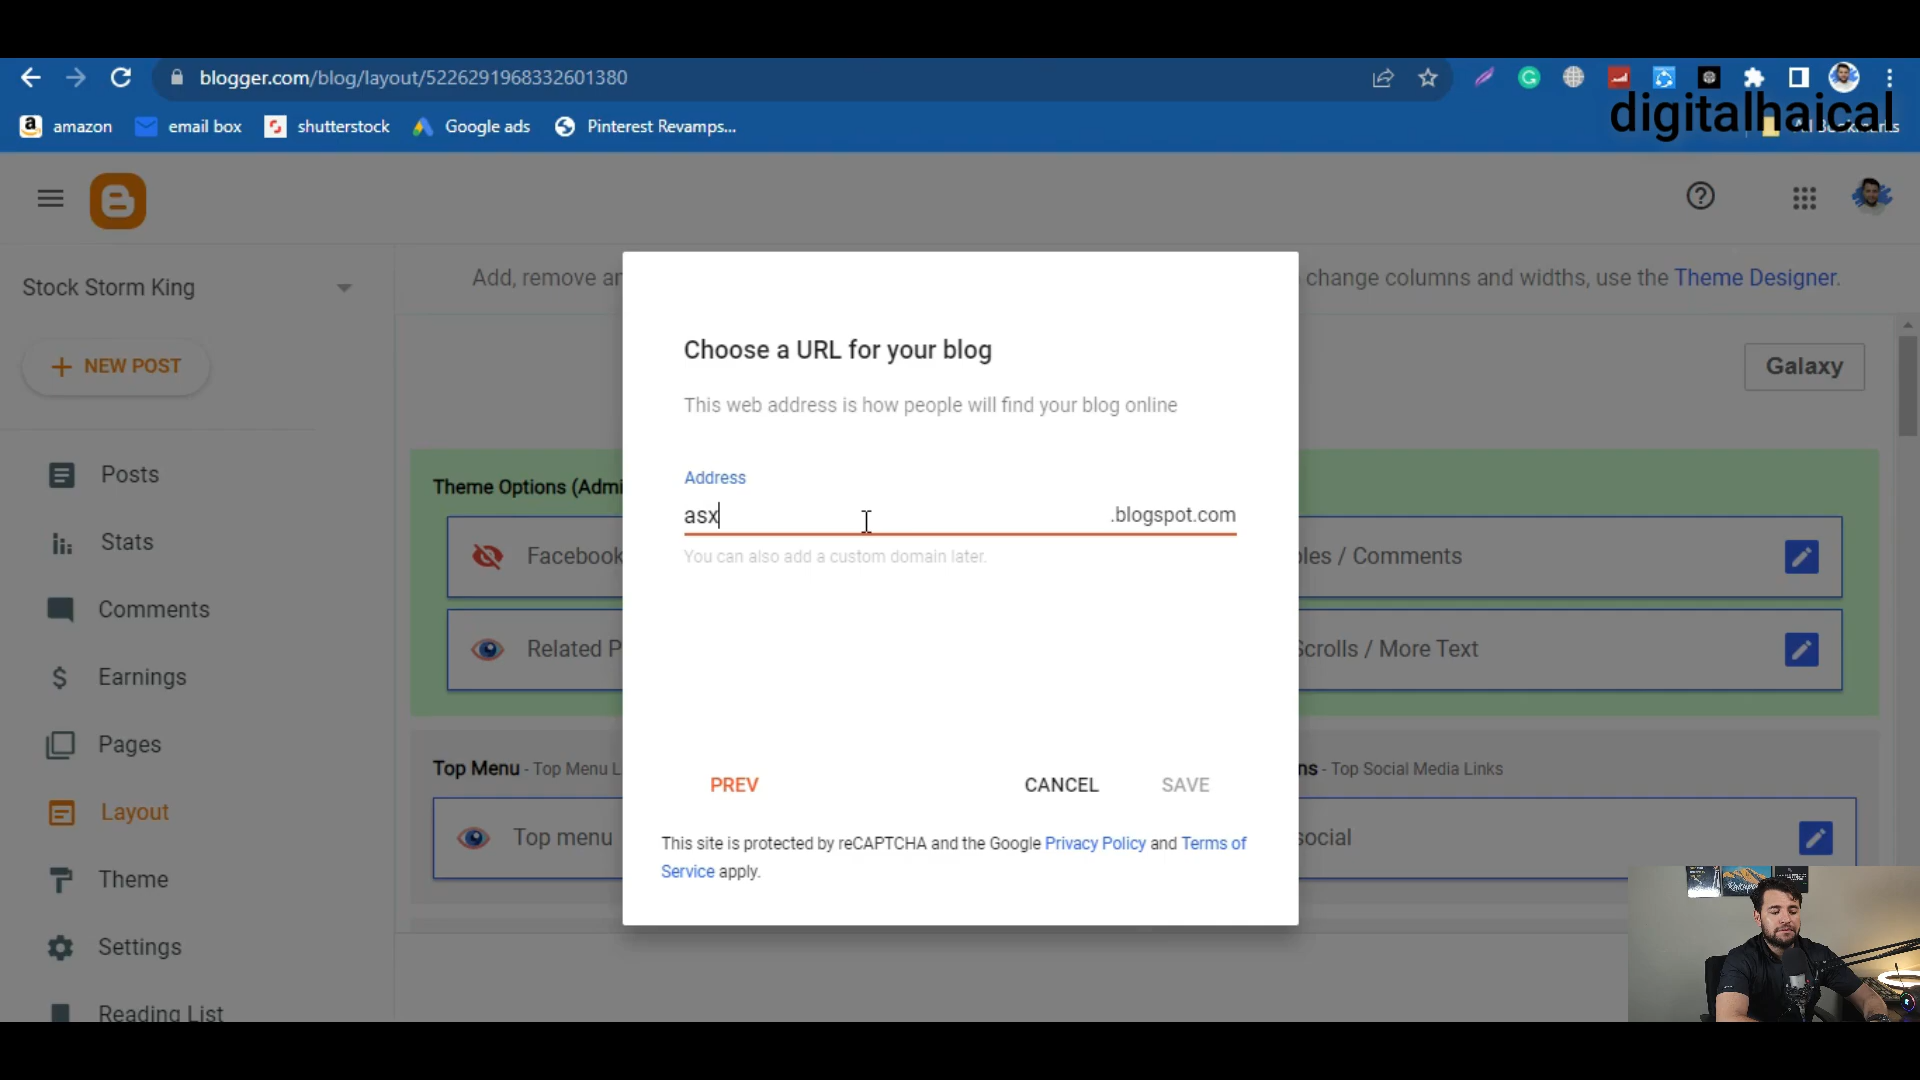 blogger.com/blog/layout/5226291968332601380
amazon
email box
shutterstock
Google ads
Pinterest Revamps...
digitalhaical
Stock Storm King
Add, remove
change columns and widths, use the Theme Designer.
NEW POST
Galaxy
Posts
Stats
Comments
Earnings
Pages
Layout
Theme
Settings
Reading List
Theme Options
Facebook
/ Comments
Related P
/ More Text
Top Menu - Top Menu L
- Top Social Media Links
Top menu
social
Choose a URL for your blog
This web address is how people will find your blog online
Address
asx
.blogspot.com
You can also add a custom domain later.
PREV
CANCEL
SAVE
This site is protected by reCAPTCHA and the Google Privacy Policy and Terms of
Service apply.